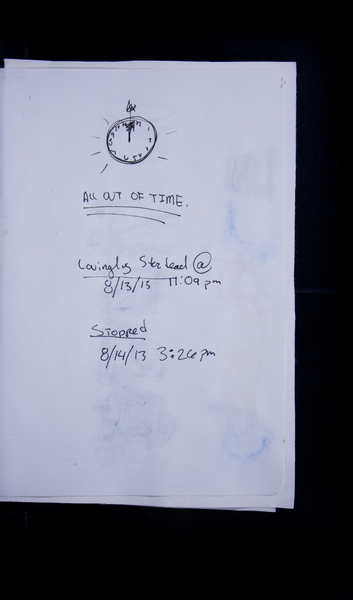 12
ALL OUT OF TIME.
Lovingly Started @
8/13/13 11:09 pm
Stopped
8/14/13 3:26 pm